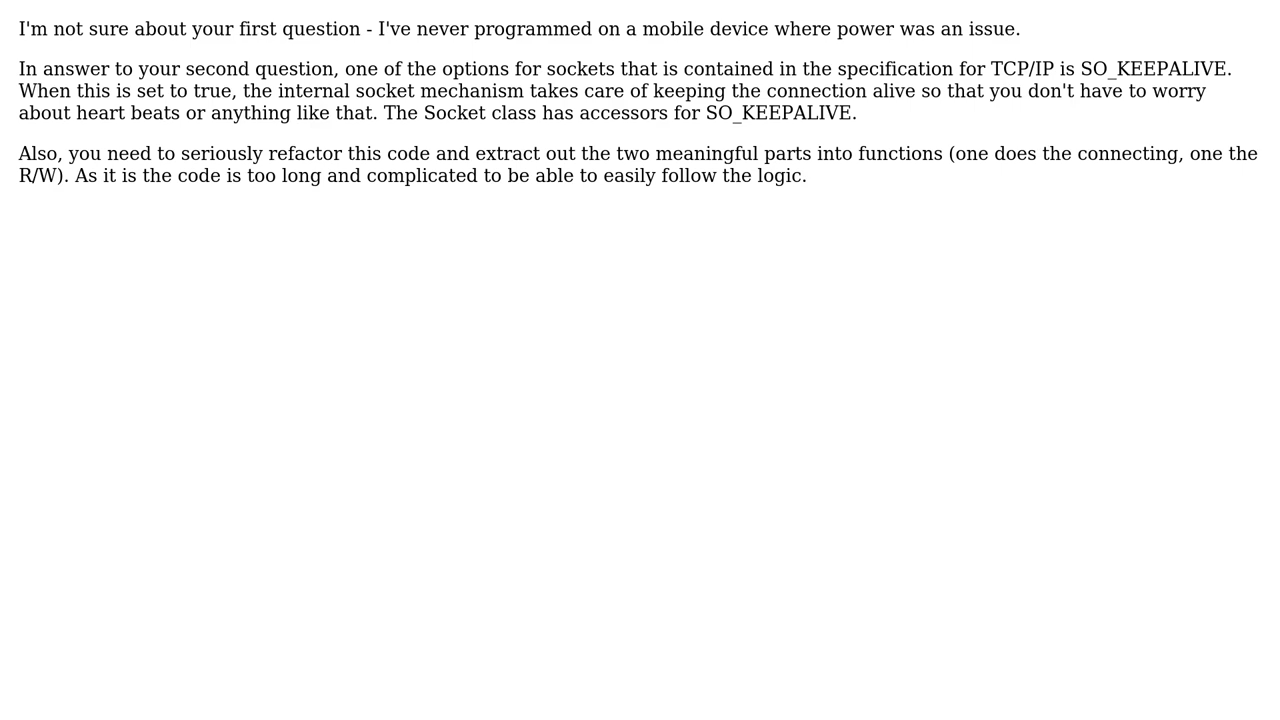 I'm not sure about your first question - I've never programmed on a mobile device where power was an issue.
In answer to your second question, one of the options for sockets that is contained in the specification for TCP/IP is SO_KEEPALIVE.
When this is set to true, the internal socket mechanism takes care of keeping the connection alive so that you don't have to worry
about heart beats or anything like that. The Socket class has accessors for SO_KEEPALIVE.
Also, you need to seriously refactor this code and extract out the two meaningful parts into functions (one does the connecting, one the
R/W). As it is the code is too long and complicated to be able to easily follow the logic.